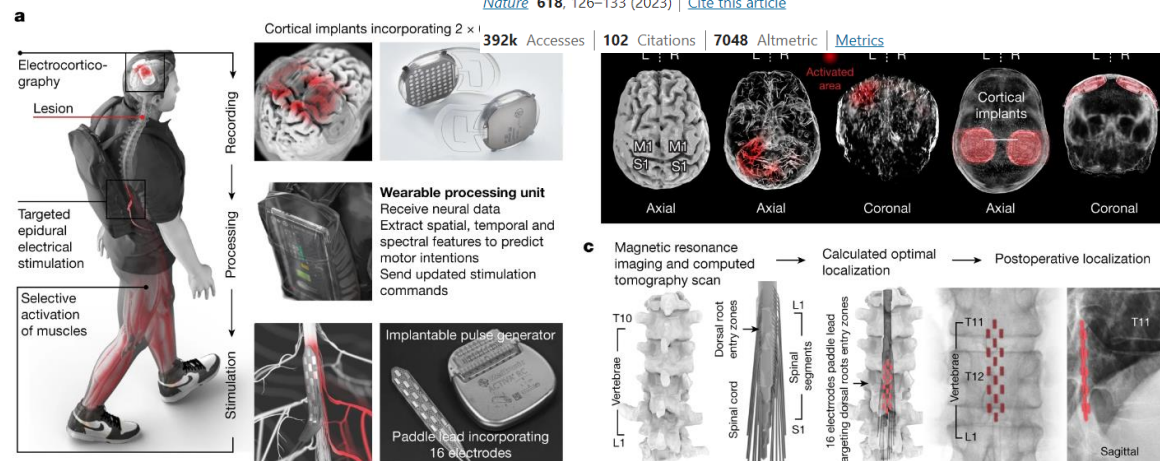 Nature 618, 126–133 (2023) | Cite this article
392k Accesses | 102 Citations | 7048 Altmetric | Metrics
a
Cortical implants incorporating 2 ×
Electrocortico-
graphy
Lesion
Targeted
epidural
electrical
stimulation
Selective
activation
of muscles
Recording
Processing
Stimulation
Wearable processing unit
Receive neural data
Extract spatial, temporal and
spectral features to predict
motor intentions
Send updated stimulation
commands
Implantable pulse generator
Paddle lead incorporating
16 electrodes
L R
L R
L R
L R
L R
Activated
area
M1 M1
S1 S1
Cortical
implants
Axial
Axial
Coronal
Axial
Coronal
c
Magnetic resonance
imaging and computed
tomography scan
Calculated optimal
localization
Postoperative localization
T10
Vertebrae
L1
Dorsal root
entry zones
Spinal cord
L1
Spinal
segments
S1
16 electrodes paddle lead
targeting dorsal roots entry zones
T11
Vertebrae
T12
L1
T11
Sagittal